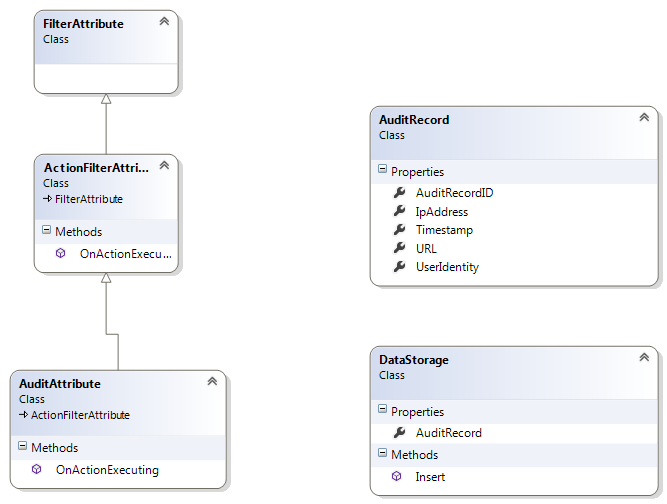 FilterAttribute
Class
ActionFilterAttri...
Class
FilterAttribute
Methods
OnActionExecu...
AuditAttribute
Class
ActionFilterAttribute
Methods
OnActionExecuting
AuditRecord
Class
Properties
AuditRecordID
IpAddress
Timestamp
URL
UserIdentity
DataStorage
Class
Properties
AuditRecord
Methods
Insert